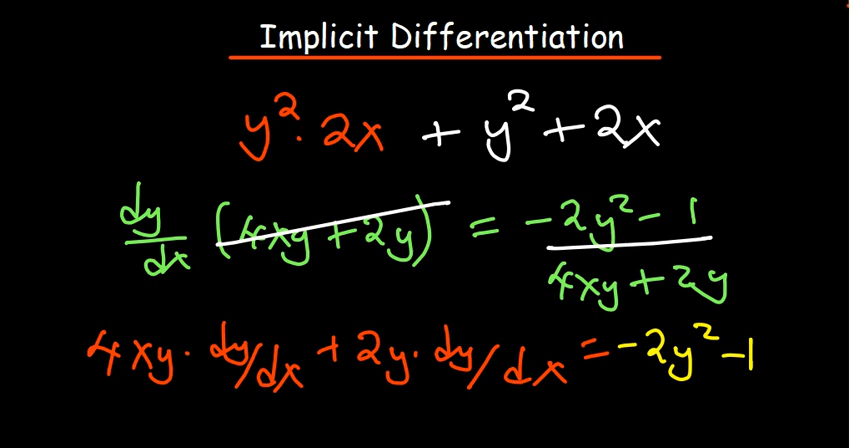 Implicit Differentiation
y² · 2x + y² + 2x
dy/dx (4xy + 2y) = (-2y² - 1)/(4xy + 2y)
4xy · dy/dx + 2y · dy/dx = -2y² - 1